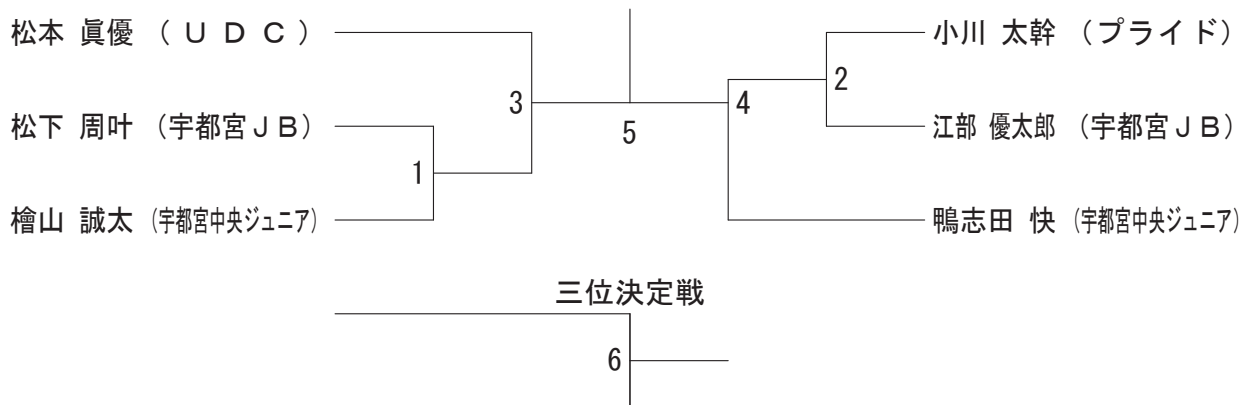 松本 眞優 （ＵＤＣ）
松下 周叶 （宇都宮ＪＢ）
檜山 誠太 （宇都宮中央ジュニア）
1
3
5
4
2
小川 太幹 （プライド）
江部 優太郎 （宇都宮ＪＢ）
鴨志田 快 （宇都宮中央ジュニア）
三位決定戦
6